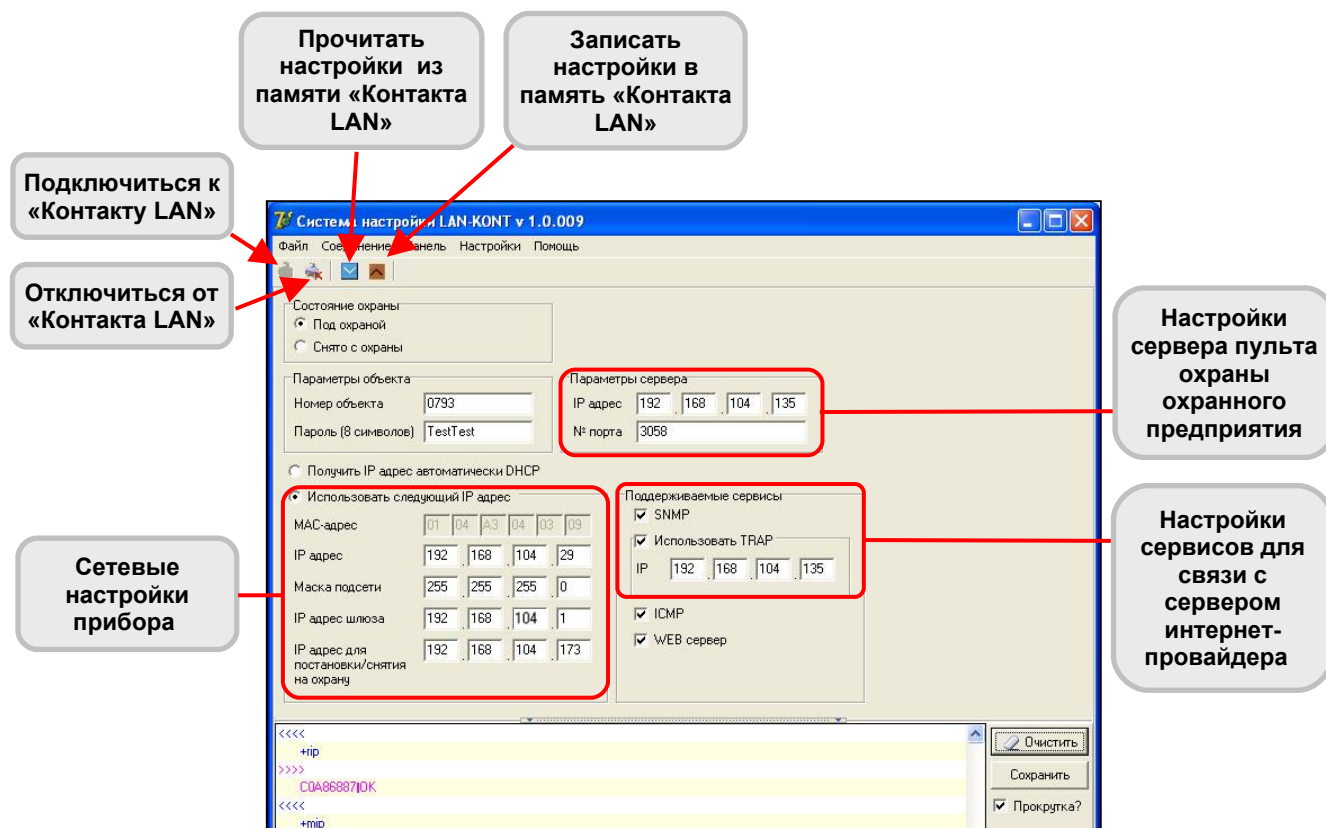 Прочитать
настройки из
памяти «Контакта
LAN»
Записать
настройки в
память «Контакта
LAN»
Подключиться к
«Контакту LAN»
Отключиться от
«Контакта LAN»
Система настройки LAN-KONT v 1.0.009
Файл Соединение Панель Настройки Помощь
Состояние охраны
Под охраной
Снято с охраны
Параметры объекта
Номер объекта 0793
Пароль (8 символов) TestTest
Параметры сервера
IP адрес 192 . 168 . 104 . 135
№ порта 3058
Настройки
сервера пульта
охраны
охранного
предприятия
Получить IP адрес автоматически DHCP
Использовать следующий IP адрес
MAC-адрес 01 04 A3 04 03 09
IP адрес 192 . 168 . 104 . 29
Маска подсети 255 . 255 . 255 . 0
IP адрес шлюза 192 . 168 . 104 . 1
IP адрес для 192 . 168 . 104 . 173
постановки/снятия
на охрану
Поддерживаемые сервисы
SNMP
Использовать TRAP
IP 192 . 168 . 104 . 135
ICMP
WEB сервер
Сетевые
настройки
прибора
Настройки
сервисов для
связи с
сервером
интернет-
провайдера
<<<<
+rip
>>>>
C0A86887|OK
<<<<
+mip
Очистить
Сохранить
Прокрутка?